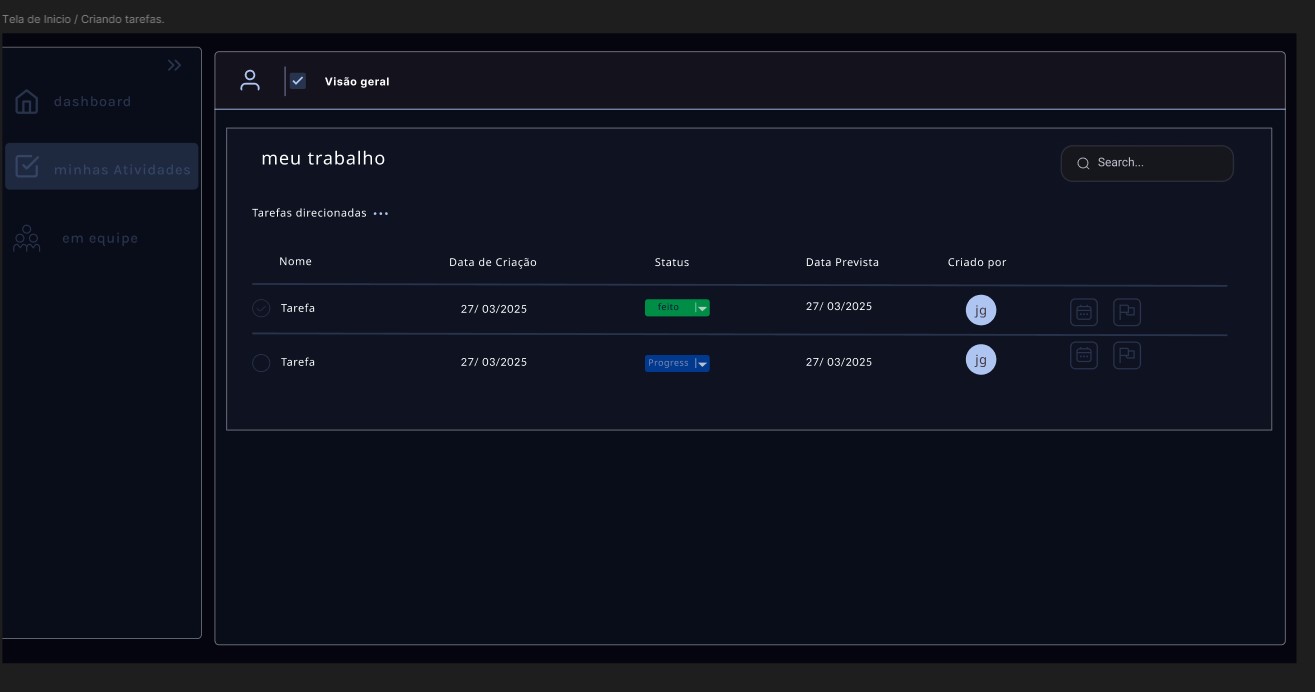 Tela de Inicio / Criando tarefas.
dashboard
minhas Atividades
em equipe
Visão geral
meu trabalho
Search...
Tarefas direcionadas
Nome Data de Criação Status Data Prevista Criado por
Tarefa 27/ 03/2025 feito 27/ 03/2025 jg
Tarefa 27/ 03/2025 Progress 27/ 03/2025 jg